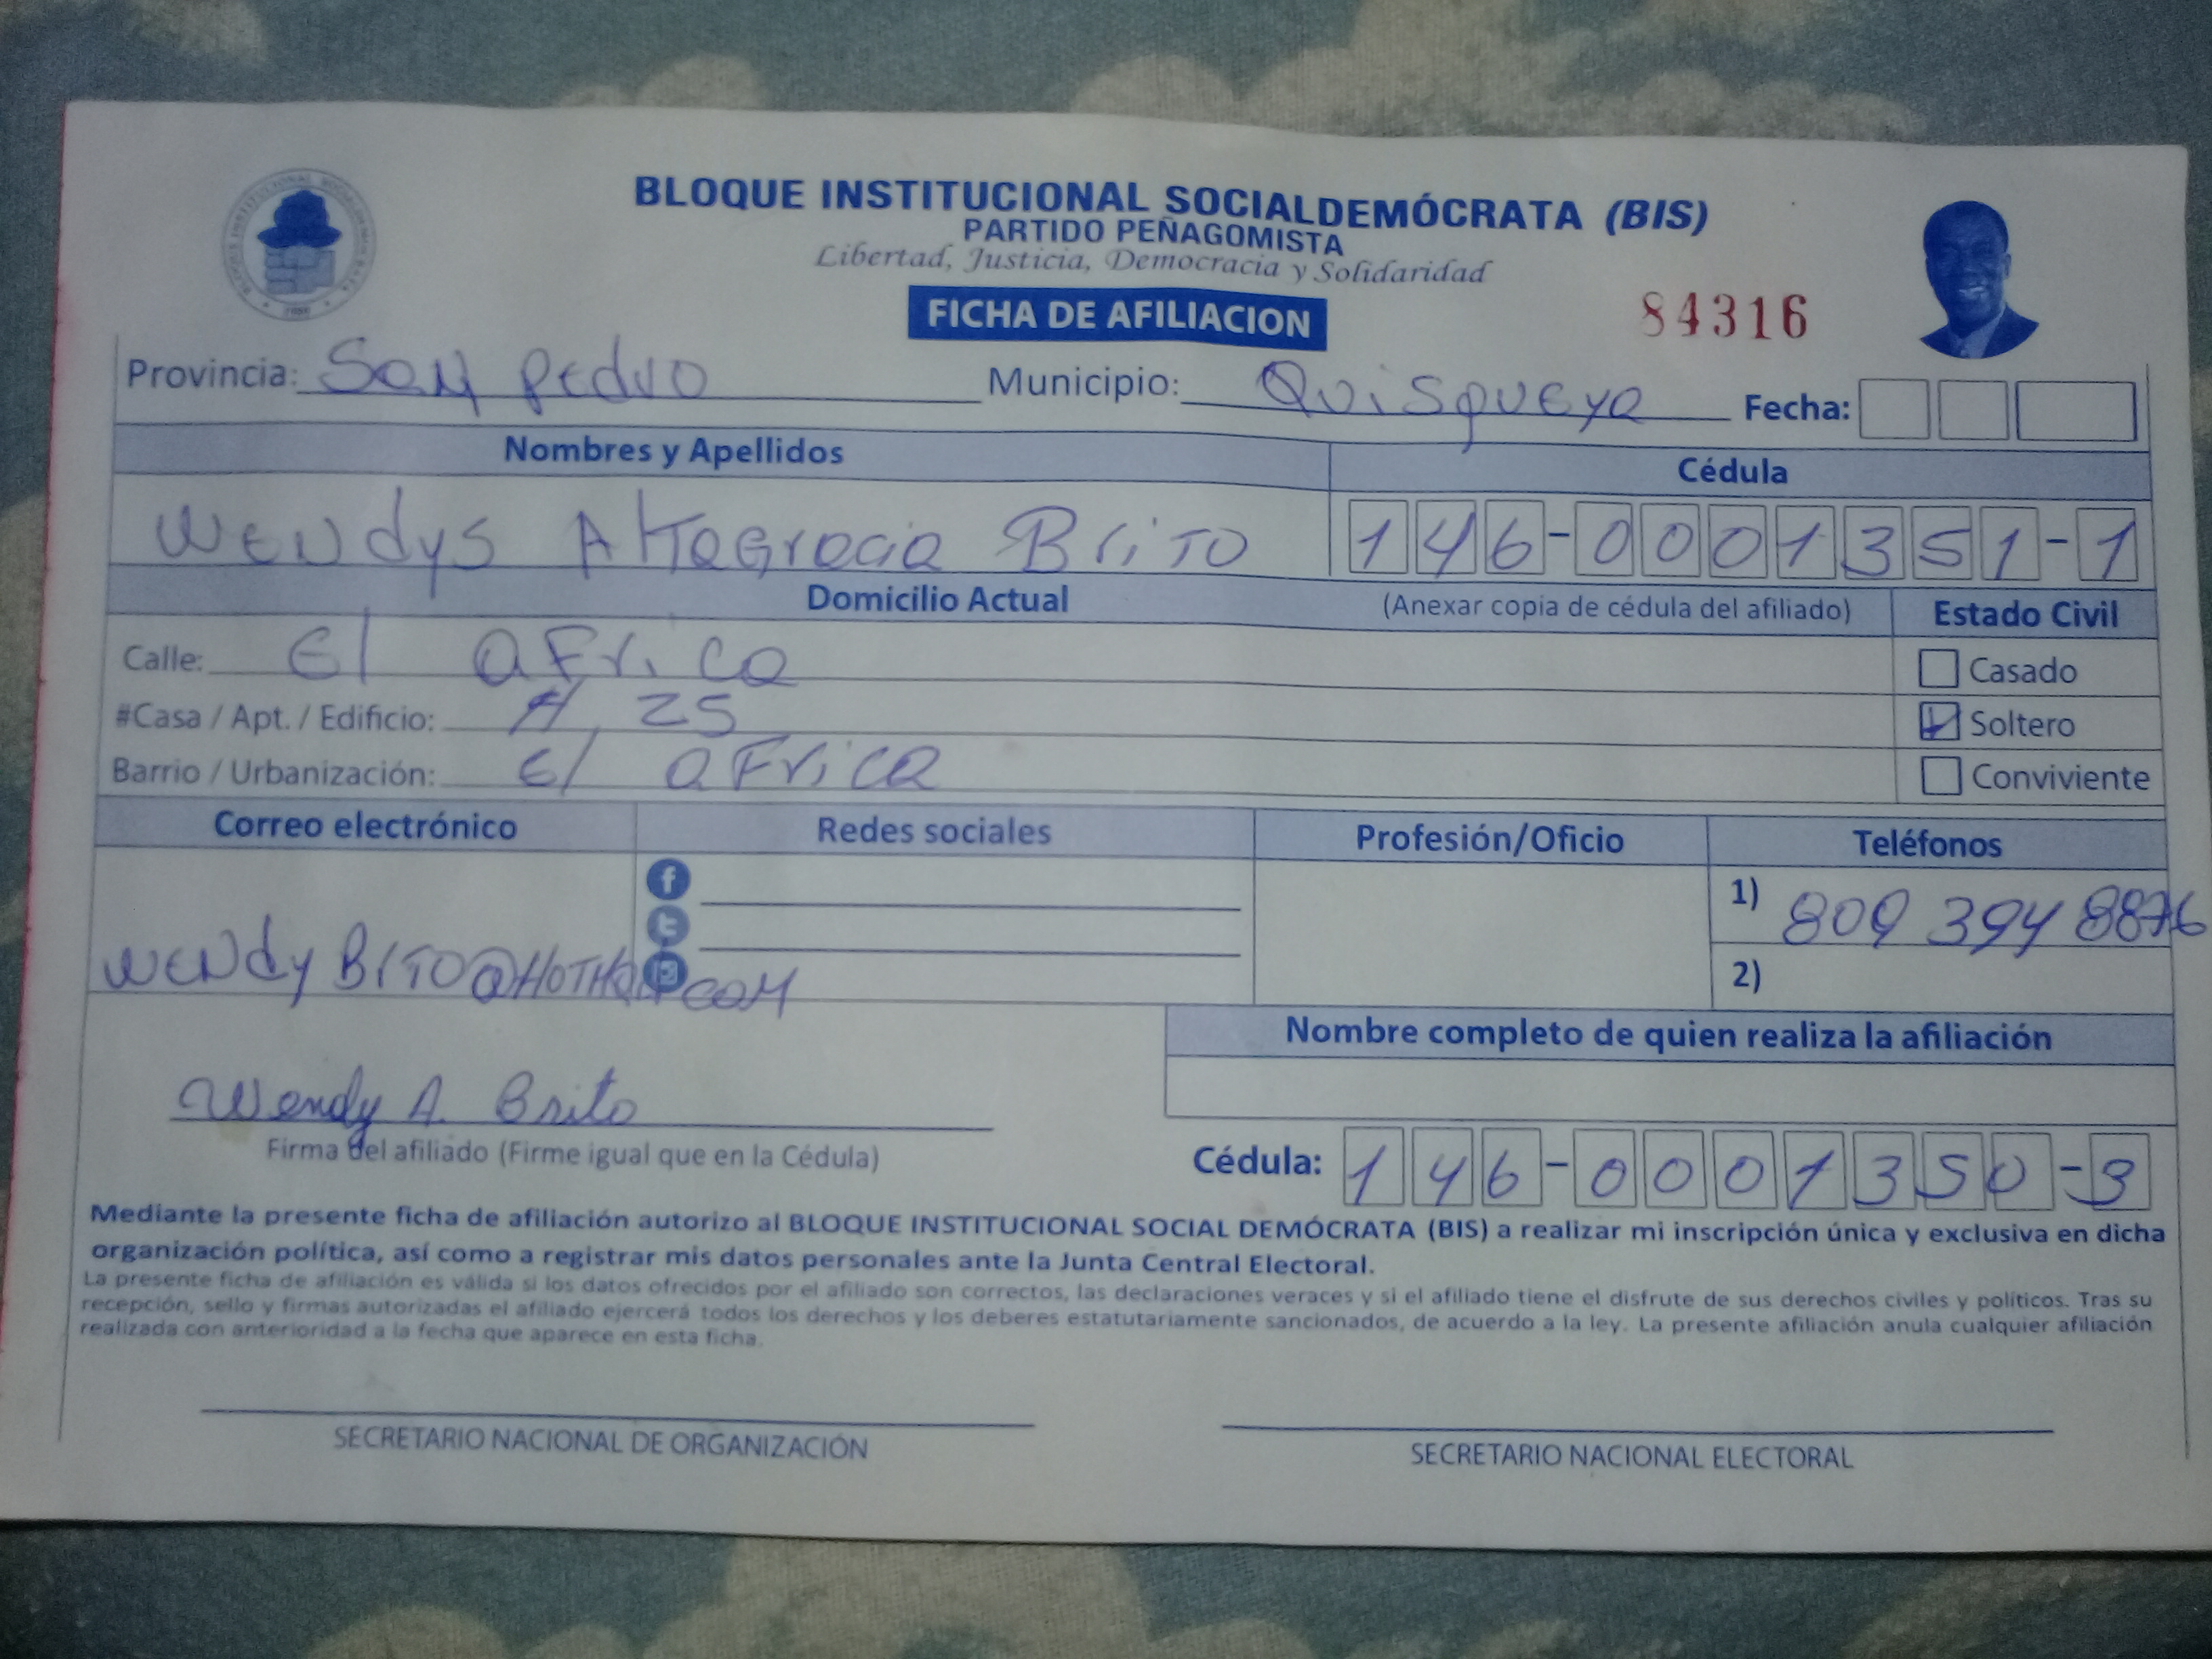 BLOQUE INSTITUCIONAL SOCIALDEMÓCRATA (BIS)
PARTIDO PEÑAGOMISTA
Libertad, Justicia, Democracia y Solidaridad
FICHA DE AFILIACION
84316
Provincia: San Pedro Municipio: Quisqueya Fecha:
Nombres y Apellidos Cédula
Wendys Altagracia Brito 146-0001351-1
Domicilio Actual (Anexar copia de cédula del afiliado) Estado Civil
Calle: El africa Casado
#Casa / Apt. / Edificio: # 25 Soltero
Barrio / Urbanización: El africa Conviviente
Correo electrónico Redes sociales Profesión/Oficio Teléfonos
1) 809 394 8876
WENdy BRITO@HOTMAIL.COM
2)
Nombre completo de quien realiza la afiliación
Wendy A. Brito
Firma del afiliado (Firme igual que en la Cédula)
Cédula: 146-0001350-3
Mediante la presente ficha de afiliación autorizo al BLOQUE INSTITUCIONAL SOCIAL DEMÓCRATA (BIS) a realizar mi inscripción única y exclusiva en dicha
organización política, así como a registrar mis datos personales ante la Junta Central Electoral.
La presente ficha de afiliación es válida si los datos ofrecidos por el afiliado son correctos, las declaraciones veraces y si el afiliado tiene el disfrute de sus derechos civiles y políticos. Tras su
recepción, sello y firmas autorizadas el afiliado ejercerá todos los derechos y los deberes estatutariamente sancionados, de acuerdo a la ley. La presente afiliación anula cualquier afiliación
realizada con anterioridad a la fecha que aparece en esta ficha.
SECRETARIO NACIONAL DE ORGANIZACIÓN SECRETARIO NACIONAL ELECTORAL